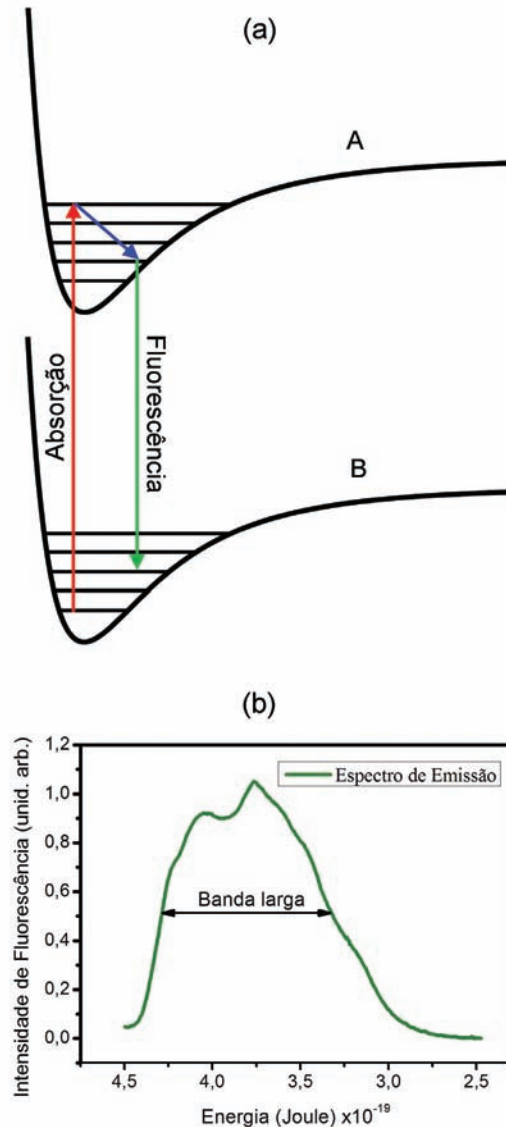 (a)
A
Absorção
Fluorescência
B
(b)
Intensidade de Fluorescência (unid. arb.)
1,2
1,0
0,8
0,6
0,4
0,2
0,0
Espectro de Emissão
Banda larga
4,5 4,0 3,5 3,0 2,5
Energia (Joule) x10⁻¹⁹